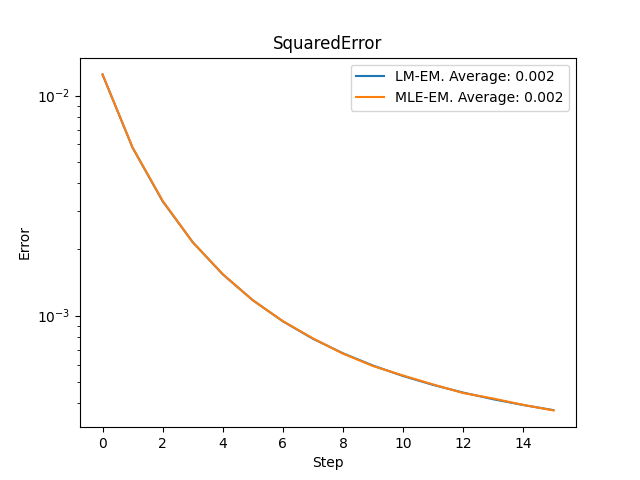 SquaredError
LM-EM. Average: 0.002
MLE-EM. Average: 0.002
Error
10⁻²
10⁻³
0 2 4 6 8 10 12 14
Step